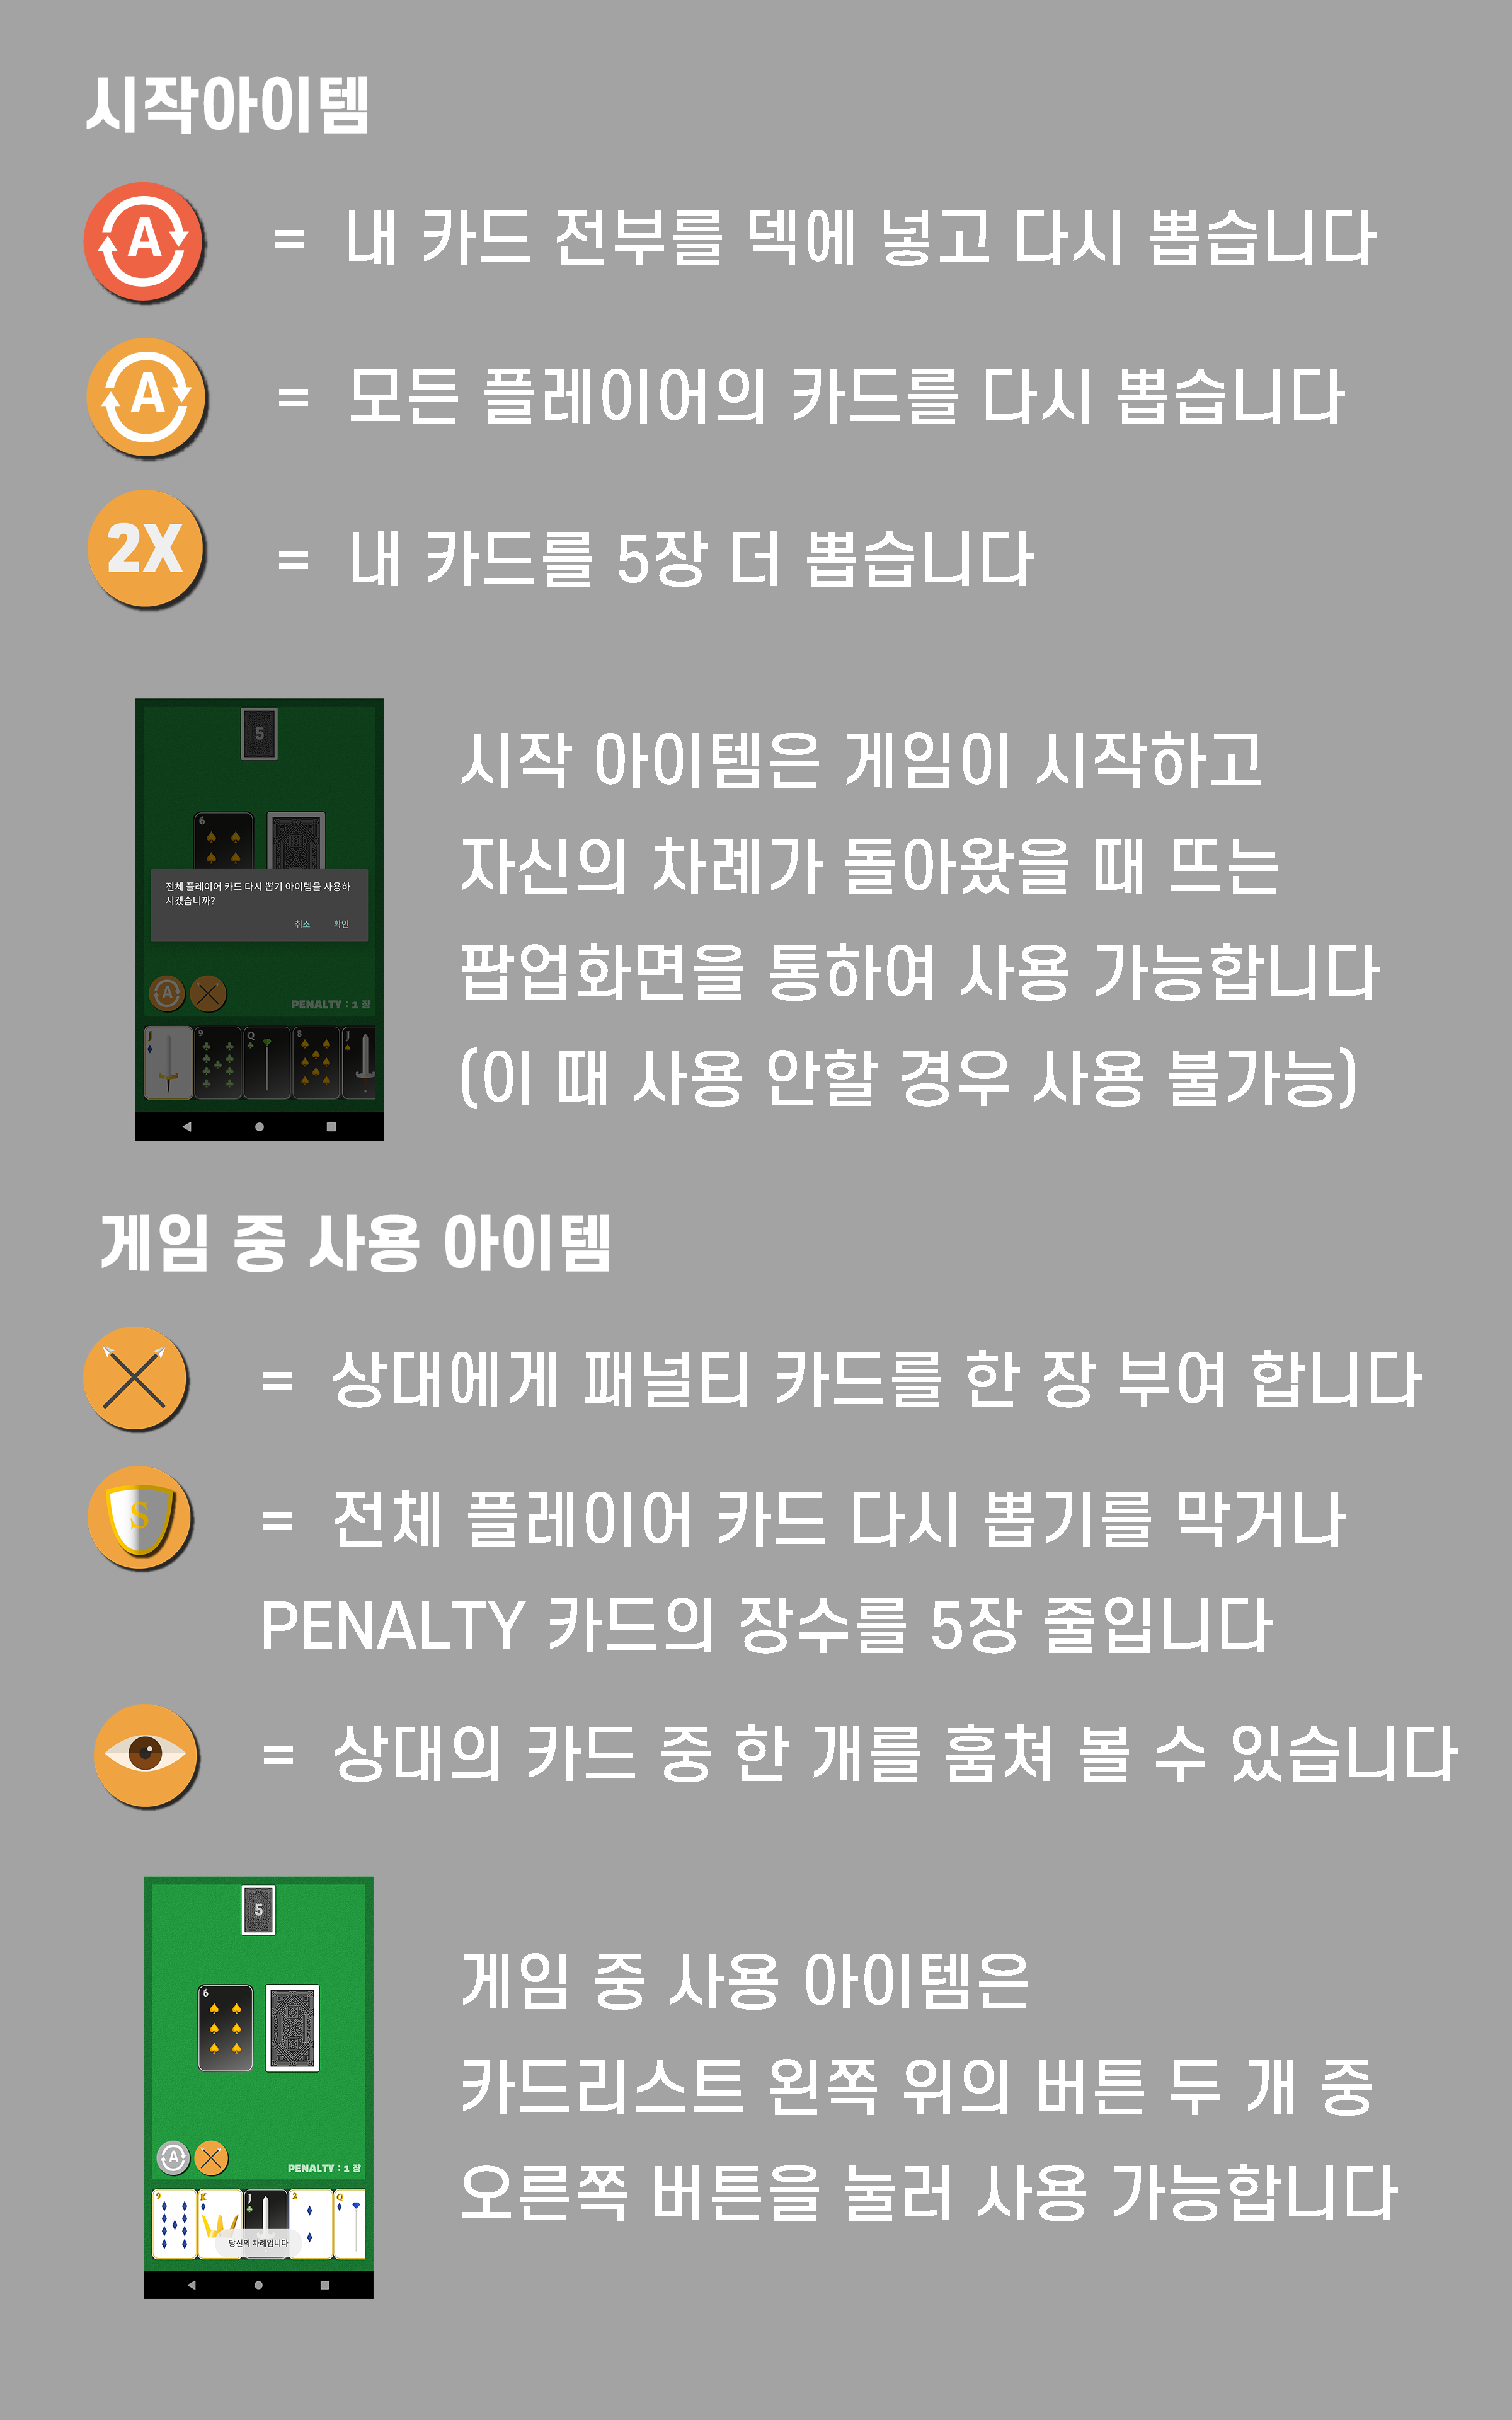 시작아이템
A = 내 카드 전부를 덱에 넣고 다시 뽑습니다
A = 모든 플레이어의 카드를 다시 뽑습니다
2X = 내 카드를 5장 더 뽑습니다
5
6
전체 플레이어 카드 다시 뽑기 아이템을 사용하
시겠습니까?
취소 확인
A
PENALTY : 1 장
J 9 Q 8 J
시작 아이템은 게임이 시작하고
자신의 차례가 돌아왔을 때 뜨는
팝업화면을 통하여 사용 가능합니다
(이 때 사용 안할 경우 사용 불가능)
게임 중 사용 아이템
= 상대에게 패널티 카드를 한 장 부여 합니다
S = 전체 플레이어 카드 다시 뽑기를 막거나
PENALTY 카드의 장수를 5장 줄입니다
= 상대의 카드 중 한 개를 훔쳐 볼 수 있습니다
5
6
A
PENALTY : 1 장
9 K J 2 Q
당신의 차례입니다
게임 중 사용 아이템은
카드리스트 왼쪽 위의 버튼 두 개 중
오른쪽 버튼을 눌러 사용 가능합니다